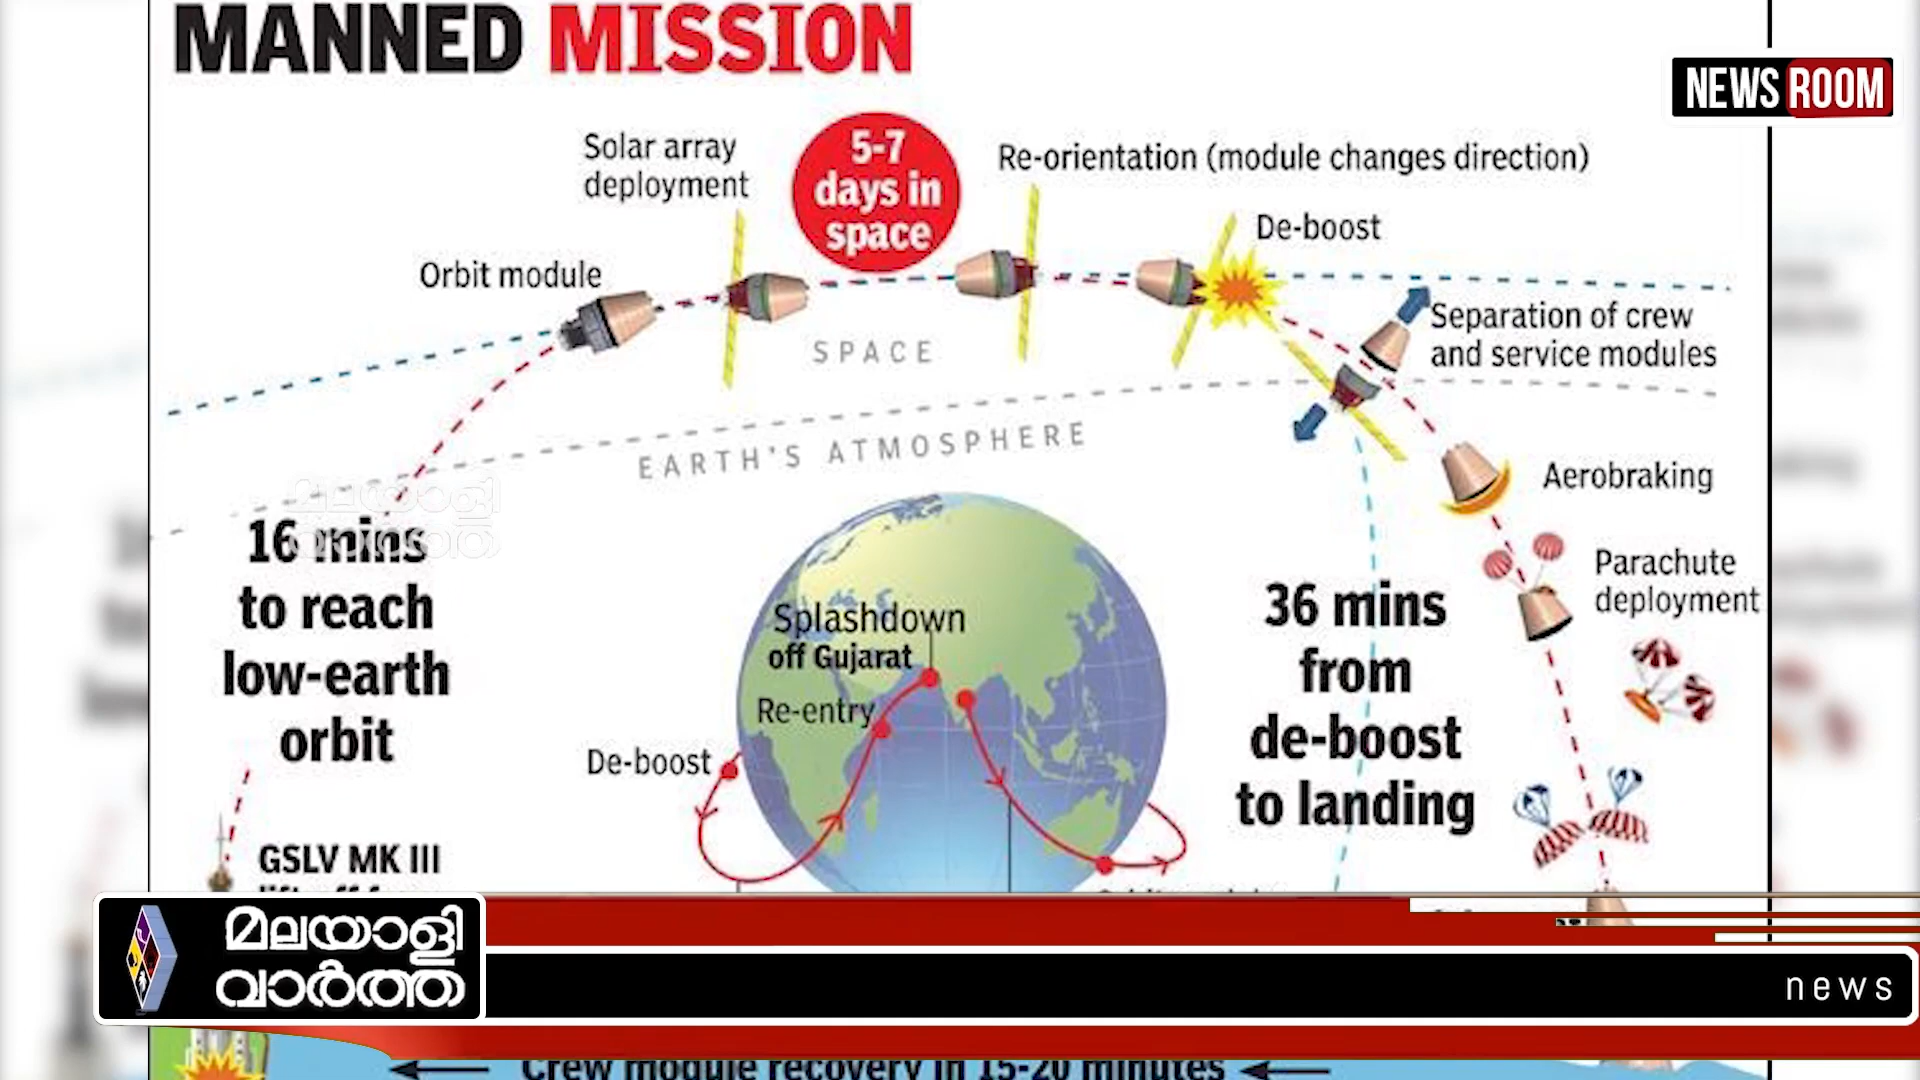 MANNED MISSION
NEWS ROOM
Solar array
deployment
5-7
days in
space
Re-orientation (module changes direction)
De-boost
Orbit module
Separation of crew
and service modules
SPACE
EARTH'S ATMOSPHERE
Aerobraking
മലയാളി
വാർത്ത
16 mins
to reach
low-earth
orbit
Parachute
deployment
36 mins
from
de-boost
to landing
Splashdown
off Gujarat
Re-entry
De-boost
GSLV MK III
മലയാളി
വാർത്ത
news
Crew module recovery in 15-20 minutes